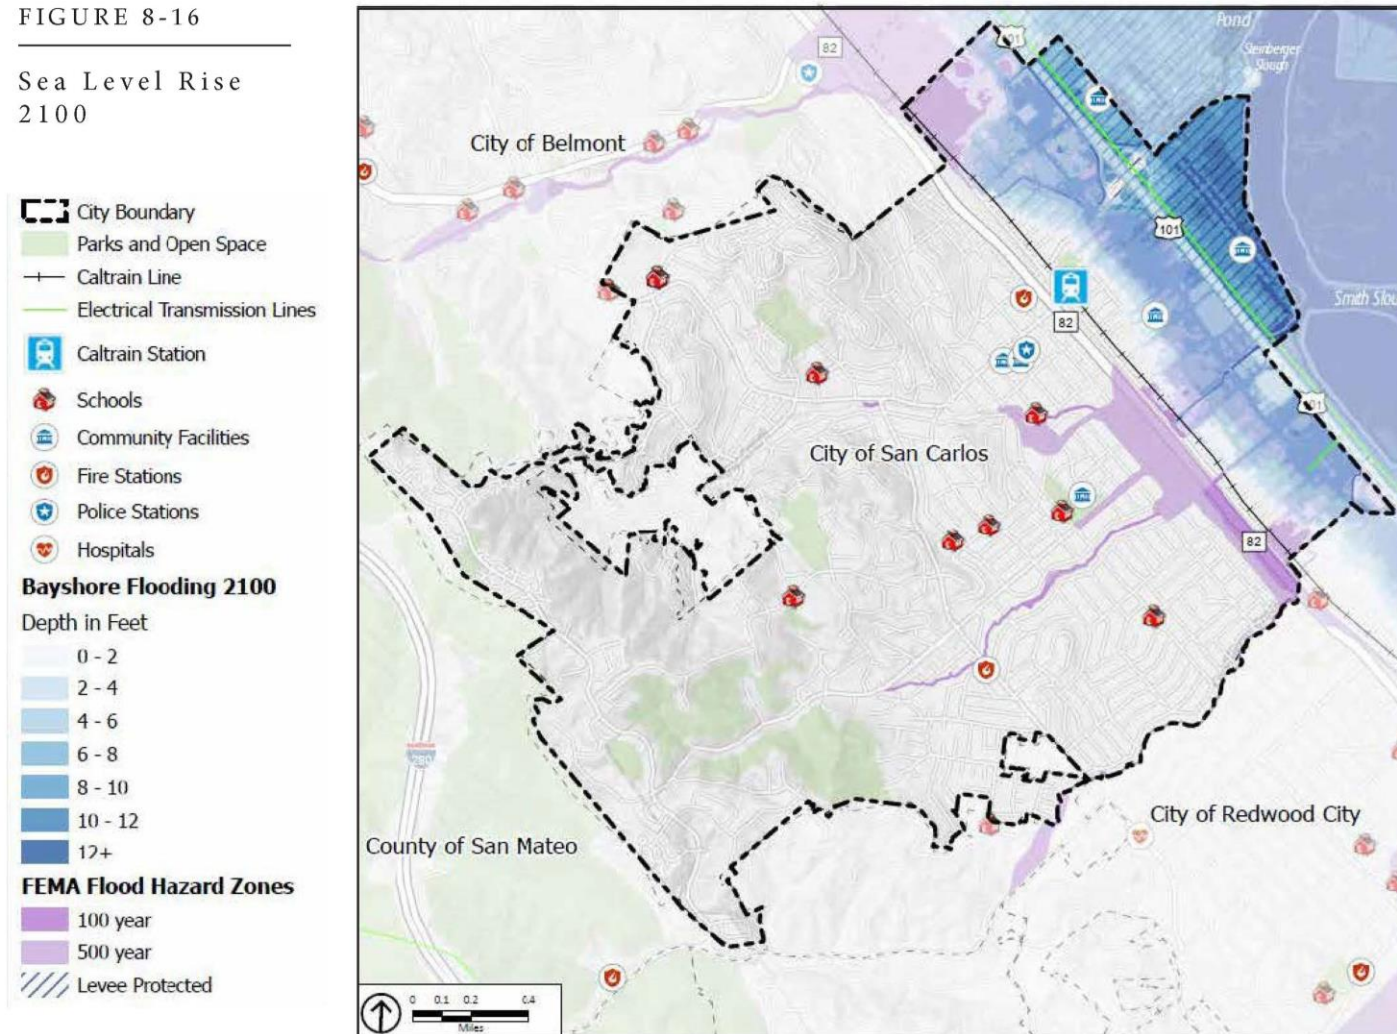 FIGURE 8-16
Sea Level Rise
2100
City Boundary
Parks and Open Space
Caltrain Line
Electrical Transmission Lines
Caltrain Station
Schools
Community Facilities
Fire Stations
Police Stations
Hospitals
Bayshore Flooding 2100
Depth in Feet
0 - 2
2 - 4
4 - 6
6 - 8
8 - 10
10 - 12
12+
FEMA Flood Hazard Zones
100 year
500 year
Levee Protected
Pond
82
101
Steinberger
Slough
City of Belmont
101
Smith Slou
82
101
City of San Carlos
82
280
City of Redwood City
County of San Mateo
0 0.1 0.2 0.4
Miles